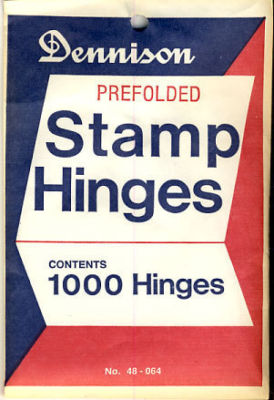 Dennison
PREFOLDED
Stamp
Hinges
CONTENTS
1000 Hinges
No. 48-064